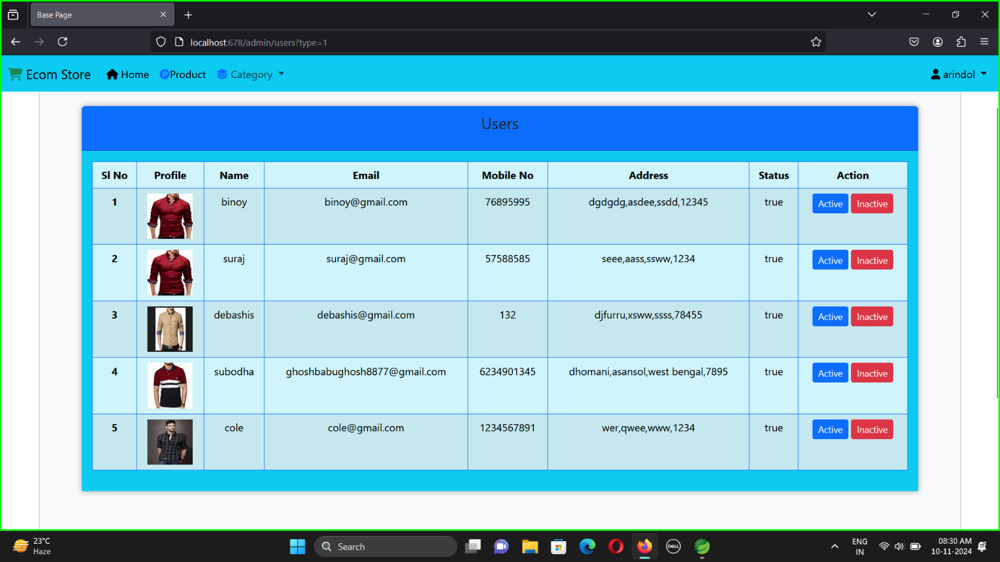 Base Page
localhost:678/admin/users?type=1
Ecom Store Home Product Category arindol
Users
Sl No Profile Name Email Mobile No Address Status Action
1 binoy binoy@gmail.com 76895995 dgdgdg,asdee,ssdd,12345 true Active Inactive
2 suraj suraj@gmail.com 57588585 seee,aass,ssww,1234 true Active Inactive
3 debashis debashis@gmail.com 132 djfurru,xsww,ssss,78455 true Active Inactive
4 subodha ghoshbabughosh8877@gmail.com 6234901345 dhomani,asansol,west bengal,7895 true Active Inactive
5 cole cole@gmail.com 1234567891 wer,qwee,www,1234 true Active Inactive
23°C
Haze
Search
DELL
ENG
IN
08:30 AM
10-11-2024